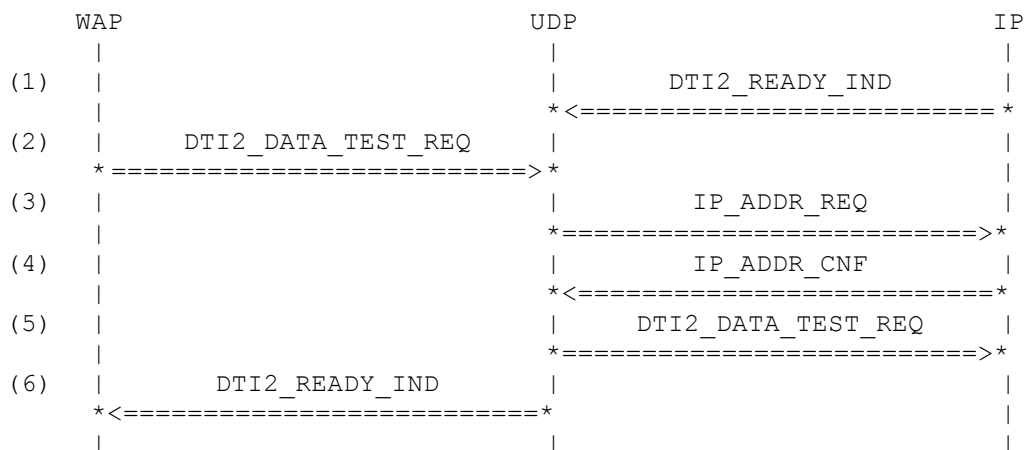 WAP                          UDP                          IP
     |                            |                            |
(1)  |                            |       DTI2_READY_IND       |
     |                            *<========================== *
(2)  |     DTI2_DATA_TEST_REQ     |                            |
     * ==========================>*                            |
(3)  |                            |        IP_ADDR_REQ         |
     |                            *==========================>*
(4)  |                            |        IP_ADDR_CNF         |
     |                            *<==========================*
(5)  |                            |     DTI2_DATA_TEST_REQ     |
     |                            *==========================>*
(6)  |       DTI2_READY_IND       |                            |
     *<==========================*                            |
     |                            |                            |